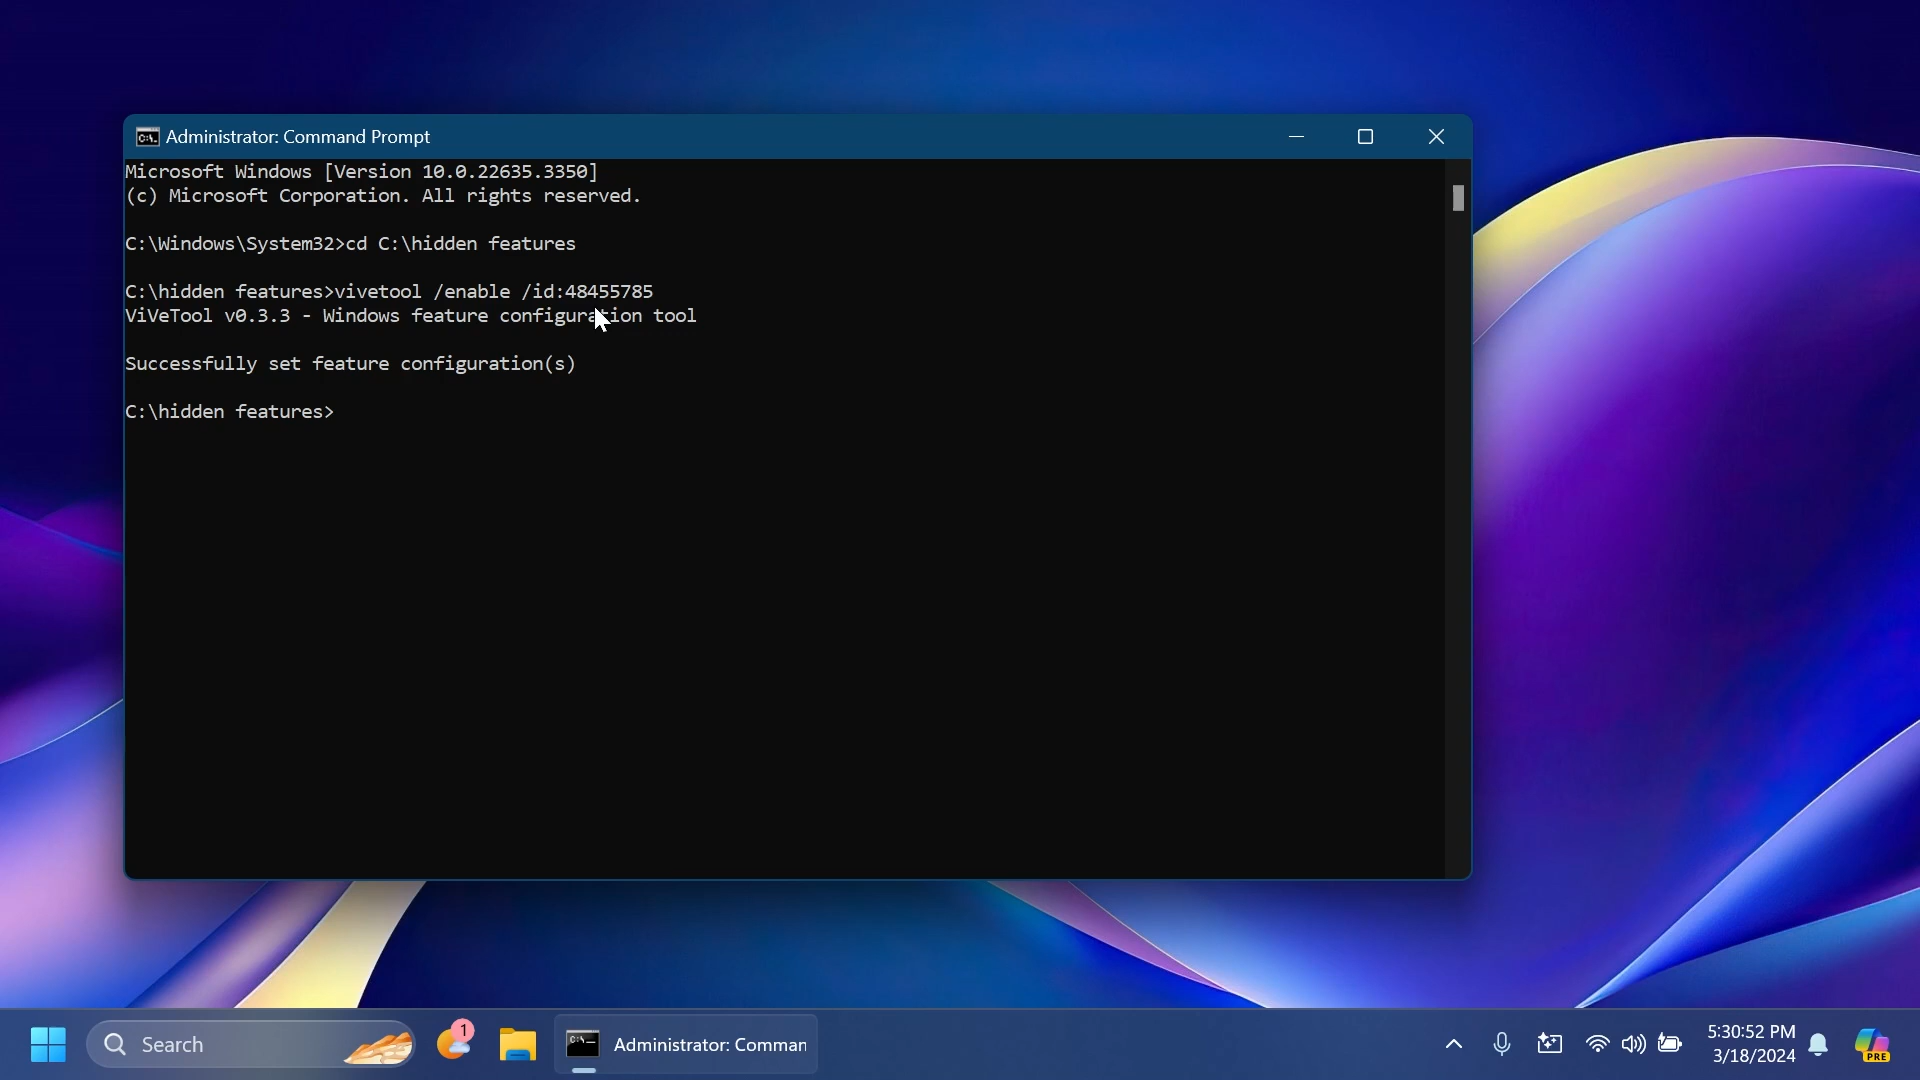 Administrator: Command Prompt
Microsoft Windows [Version 10.0.22635.3350]
(c) Microsoft Corporation. All rights reserved.
C:\Windows\System32>cd C:\hidden features
C:\hidden features>vivetool /enable /id:48455785
ViVeTool v0.3.3 - Windows feature configuration tool
Successfully set feature configuration(s)
C:\hidden features>
Search
1
Administrator: Comman
5:30:52 PM
3/18/2024
PRE